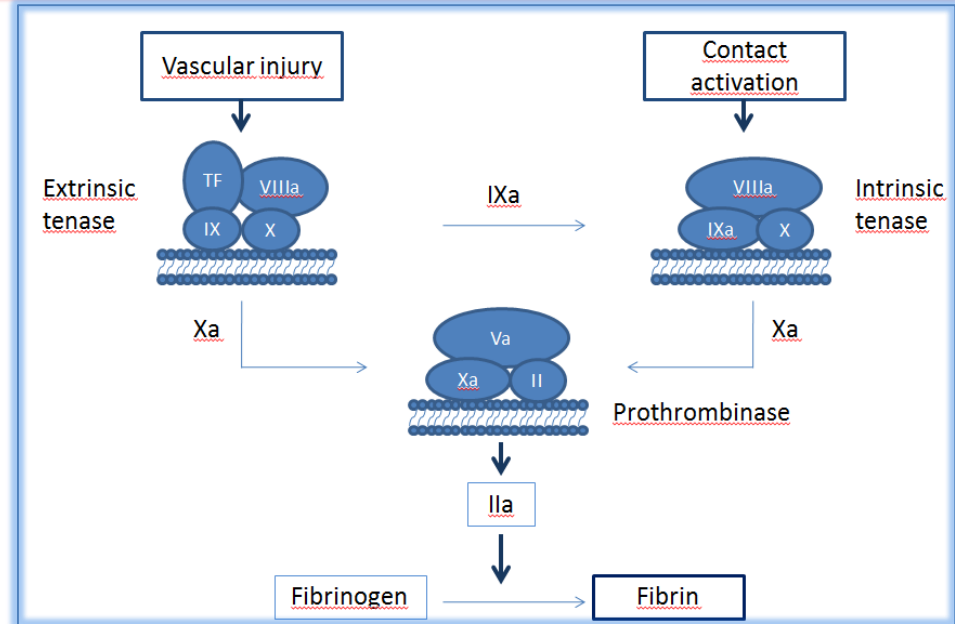 Vascular injury
Contact
activation
Extrinsic
tenase
TF
VIIIa
IX
X
IXa
VIIIa
IXa
X
Intrinsic
tenase
Xa
Xa
Va
Xa
II
Prothrombinase
IIa
Fibrinogen
Fibrin